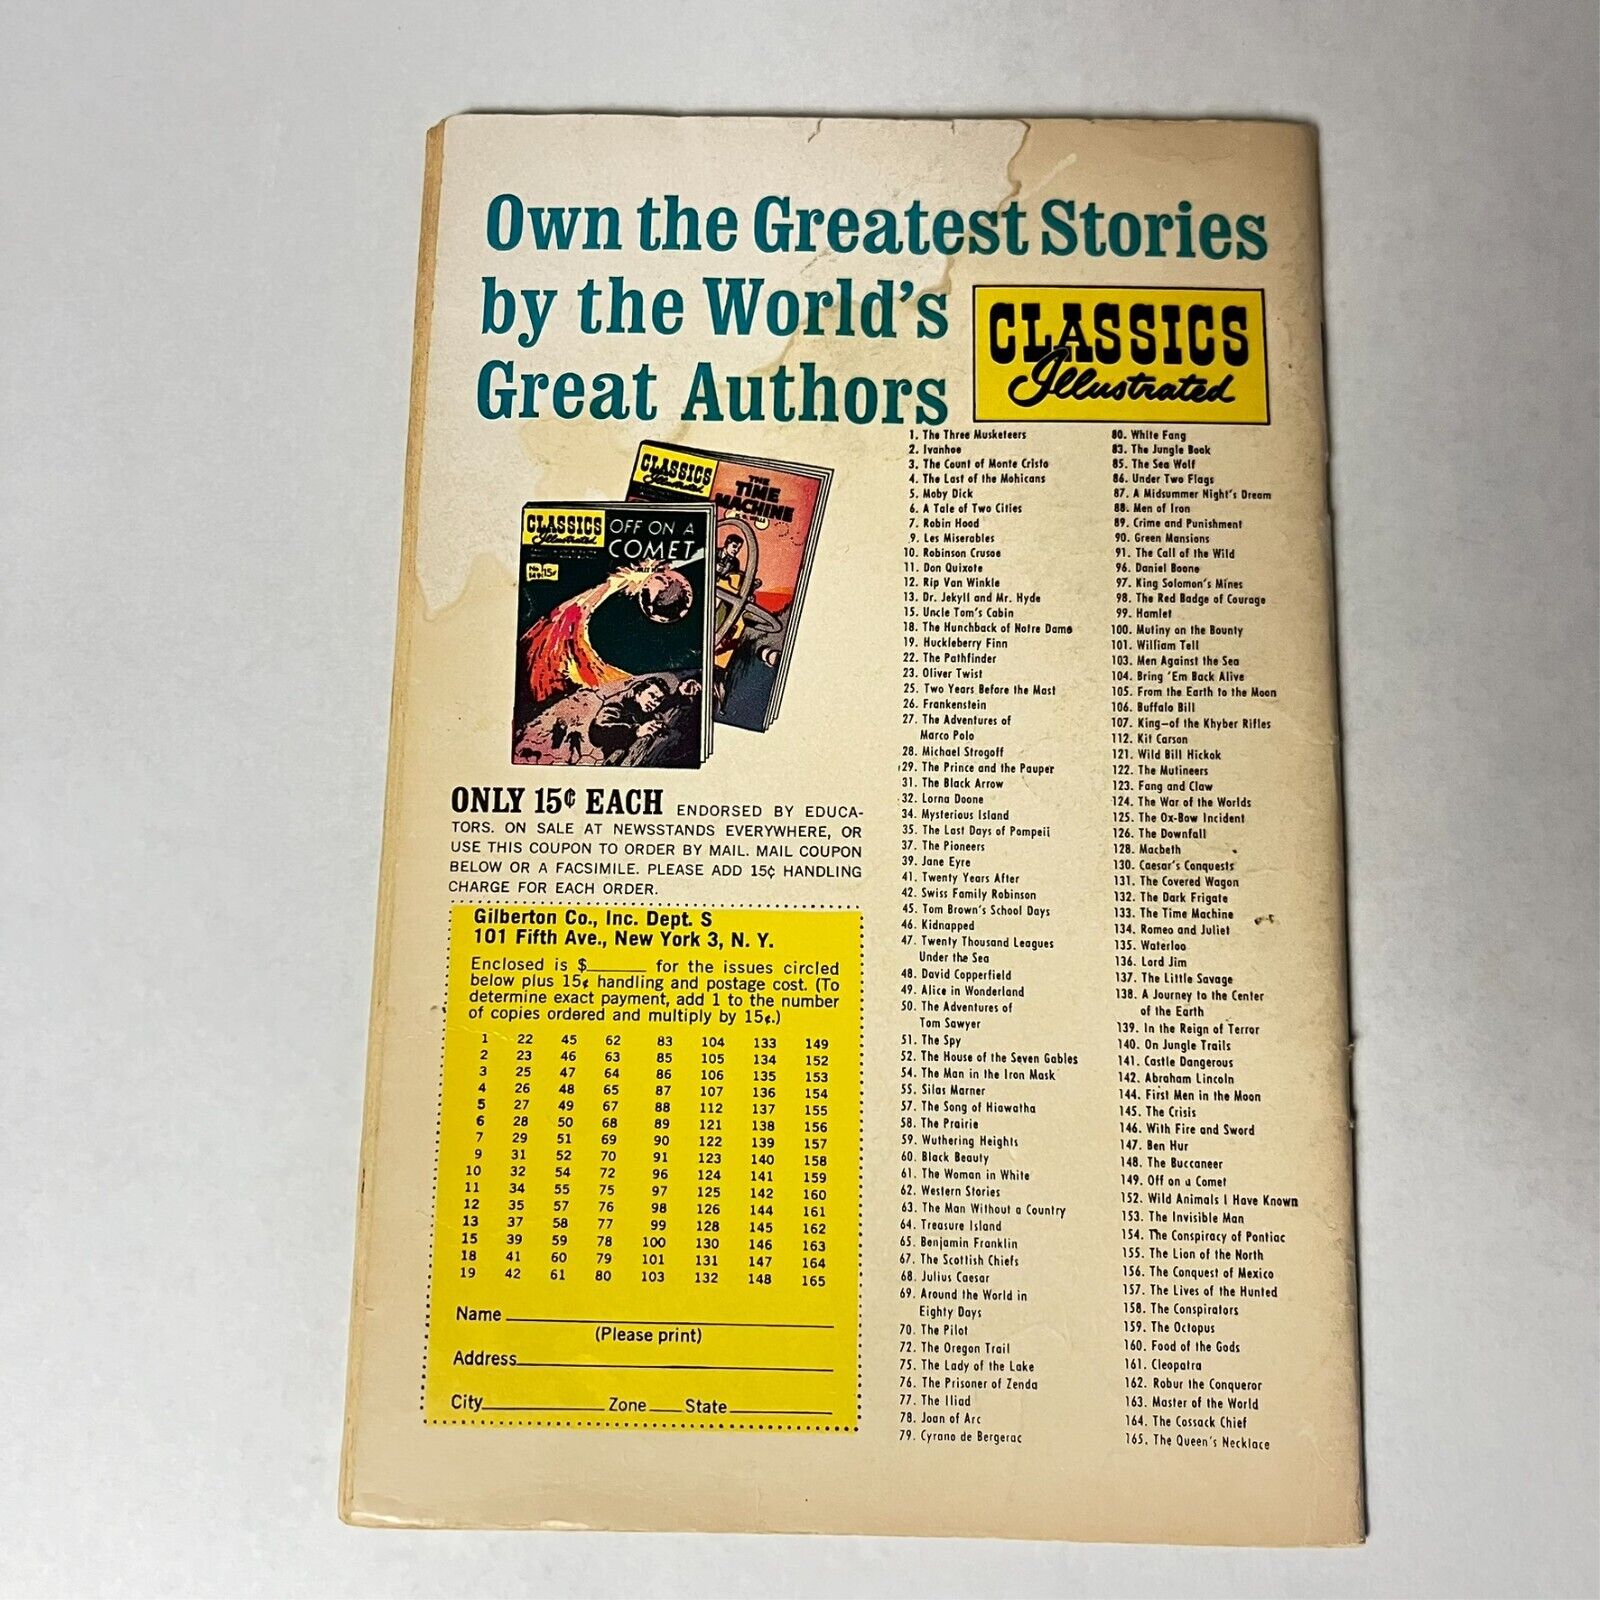 Own the Greatest Stories
by the World's
Great Authors
CLASSICS
Illustrated
CLASSICS
Illustrated
THE
TIME
MACHINE
H. G. WELLS
CLASSICS
Illustrated
OFF ON A
COMET
No.
149
15¢
ONLY 15¢ EACH ENDORSED BY EDUCA-
TORS. ON SALE AT NEWSSTANDS EVERYWHERE, OR
USE THIS COUPON TO ORDER BY MAIL. MAIL COUPON
BELOW OR A FACSIMILE. PLEASE ADD 15¢ HANDLING
CHARGE FOR EACH ORDER.
Gilberton Co., Inc. Dept. S
101 Fifth Ave., New York 3, N. Y.
Enclosed is $______ for the issues circled
below plus 15¢ handling and postage cost. (To
determine exact payment, add 1 to the number
of copies ordered and multiply by 15¢.)
1 22 45 62 83 104 133 149
2 23 46 63 85 105 134 152
3 25 47 64 86 106 135 153
4 26 48 65 87 107 136 154
5 27 49 67 88 112 137 155
6 28 50 68 89 121 138 156
7 29 51 69 90 122 139 157
9 31 52 70 91 123 140 158
10 32 54 72 96 124 141 159
11 34 55 75 97 125 142 160
12 35 57 76 98 126 144 161
13 37 58 77 99 128 145 162
15 39 59 78 100 130 146 163
18 41 60 79 101 131 147 164
19 42 61 80 103 132 148 165
Name
(Please print)
Address
City Zone State
1. The Three Musketeers
2. Ivanhoe
3. The Count of Monte Cristo
4. The Last of the Mohicans
5. Moby Dick
6. A Tale of Two Cities
7. Robin Hood
9. Les Miserables
10. Robinson Crusoe
11. Don Quixote
12. Rip Van Winkle
13. Dr. Jekyll and Mr. Hyde
15. Uncle Tom's Cabin
18. The Hunchback of Notre Dame
19. Huckleberry Finn
22. The Pathfinder
23. Oliver Twist
25. Two Years Before the Mast
26. Frankenstein
27. The Adventures of
Marco Polo
28. Michael Strogoff
29. The Prince and the Pauper
31. The Black Arrow
32. Lorna Doone
34. Mysterious Island
35. The Last Days of Pompeii
37. The Pioneers
39. Jane Eyre
41. Twenty Years After
42. Swiss Family Robinson
45. Tom Brown's School Days
46. Kidnapped
47. Twenty Thousand Leagues
Under the Sea
48. David Copperfield
49. Alice in Wonderland
50. The Adventures of
Tom Sawyer
51. The Spy
52. The House of the Seven Gables
54. The Man in the Iron Mask
55. Silas Marner
57. The Song of Hiawatha
58. The Prairie
59. Wuthering Heights
60. Black Beauty
61. The Woman in White
62. Western Stories
63. The Man Without a Country
64. Treasure Island
65. Benjamin Franklin
67. The Scottish Chiefs
68. Julius Caesar
69. Around the World in
Eighty Days
70. The Pilot
72. The Oregon Trail
75. The Lady of the Lake
76. The Prisoner of Zenda
77. The Iliad
78. Joan of Arc
79. Cyrano de Bergerac
80. White Fang
83. The Jungle Book
85. The Sea Wolf
86. Under Two Flags
87. A Midsummer Night's Dream
88. Men of Iron
89. Crime and Punishment
90. Green Mansions
91. The Call of the Wild
96. Daniel Boone
97. King Solomon's Mines
98. The Red Badge of Courage
99. Hamlet
100. Mutiny on the Bounty
101. William Tell
103. Men Against the Sea
104. Bring 'Em Back Alive
105. From the Earth to the Moon
106. Buffalo Bill
107. King—of the Khyber Rifles
112. Kit Carson
121. Wild Bill Hickok
122. The Mutineers
123. Fang and Claw
124. The War of the Worlds
125. The Ox-Bow Incident
126. The Downfall
128. Macbeth
130. Caesar's Conquests
131. The Covered Wagon
132. The Dark Frigate
133. The Time Machine
134. Romeo and Juliet
135. Waterloo
136. Lord Jim
137. The Little Savage
138. A Journey to the Center
of the Earth
139. In the Reign of Terror
140. On Jungle Trails
141. Castle Dangerous
142. Abraham Lincoln
144. First Men in the Moon
145. The Crisis
146. With Fire and Sword
147. Ben Hur
148. The Buccaneer
149. Off on a Comet
152. Wild Animals I Have Known
153. The Invisible Man
154. The Conspiracy of Pontiac
155. The Lion of the North
156. The Conquest of Mexico
157. The Lives of the Hunted
158. The Conspirators
159. The Octopus
160. Food of the Gods
161. Cleopatra
162. Robur the Conqueror
163. Master of the World
164. The Cossack Chief
165. The Queen's Necklace